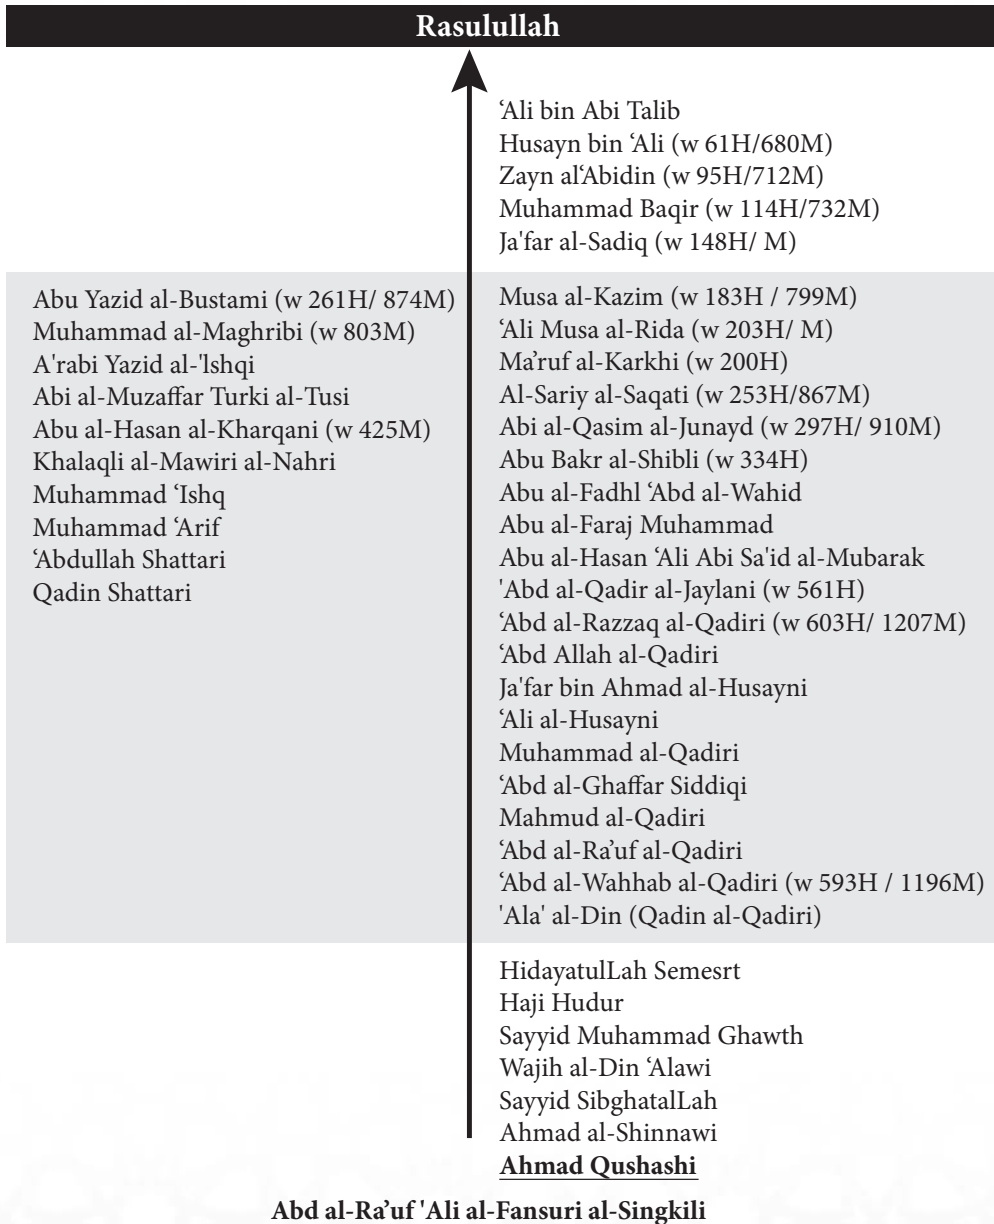 Rasulullah
‘Ali bin Abi Talib
Husayn bin ‘Ali (w 61H/680M)
Zayn al‘Abidin (w 95H/712M)
Muhammad Baqir (w 114H/732M)
Ja'far al-Sadiq (w 148H/ M)
Abu Yazid al-Bustami (w 261H/ 874M)
Muhammad al-Maghribi (w 803M)
A'rabi Yazid al-'lshqi
Abi al-Muzaffar Turki al-Tusi
Abu al-Hasan al-Kharqani (w 425M)
Khalaqli al-Mawiri al-Nahri
Muhammad ‘Ishq
Muhammad ‘Arif
‘Abdullah Shattari
Qadin Shattari
Musa al-Kazim (w 183H / 799M)
‘Ali Musa al-Rida (w 203H/ M)
Ma’ruf al-Karkhi (w 200H)
Al-Sariy al-Saqati (w 253H/867M)
Abi al-Qasim al-Junayd (w 297H/ 910M)
Abu Bakr al-Shibli (w 334H)
Abu al-Fadhl ‘Abd al-Wahid
Abu al-Faraj Muhammad
Abu al-Hasan ‘Ali Abi Sa'id al-Mubarak
'Abd al-Qadir al-Jaylani (w 561H)
‘Abd al-Razzaq al-Qadiri (w 603H/ 1207M)
‘Abd Allah al-Qadiri
Ja'far bin Ahmad al-Husayni
‘Ali al-Husayni
Muhammad al-Qadiri
‘Abd al-Ghaffar Siddiqi
Mahmud al-Qadiri
‘Abd al-Ra’uf al-Qadiri
‘Abd al-Wahhab al-Qadiri (w 593H / 1196M)
'Ala' al-Din (Qadin al-Qadiri)
HidayatulLah Semesrt
Haji Hudur
Sayyid Muhammad Ghawth
Wajih al-Din ‘Alawi
Sayyid SibghatalLah
Ahmad al-Shinnawi
Ahmad Qushashi
Abd al-Ra’uf 'Ali al-Fansuri al-Singkili